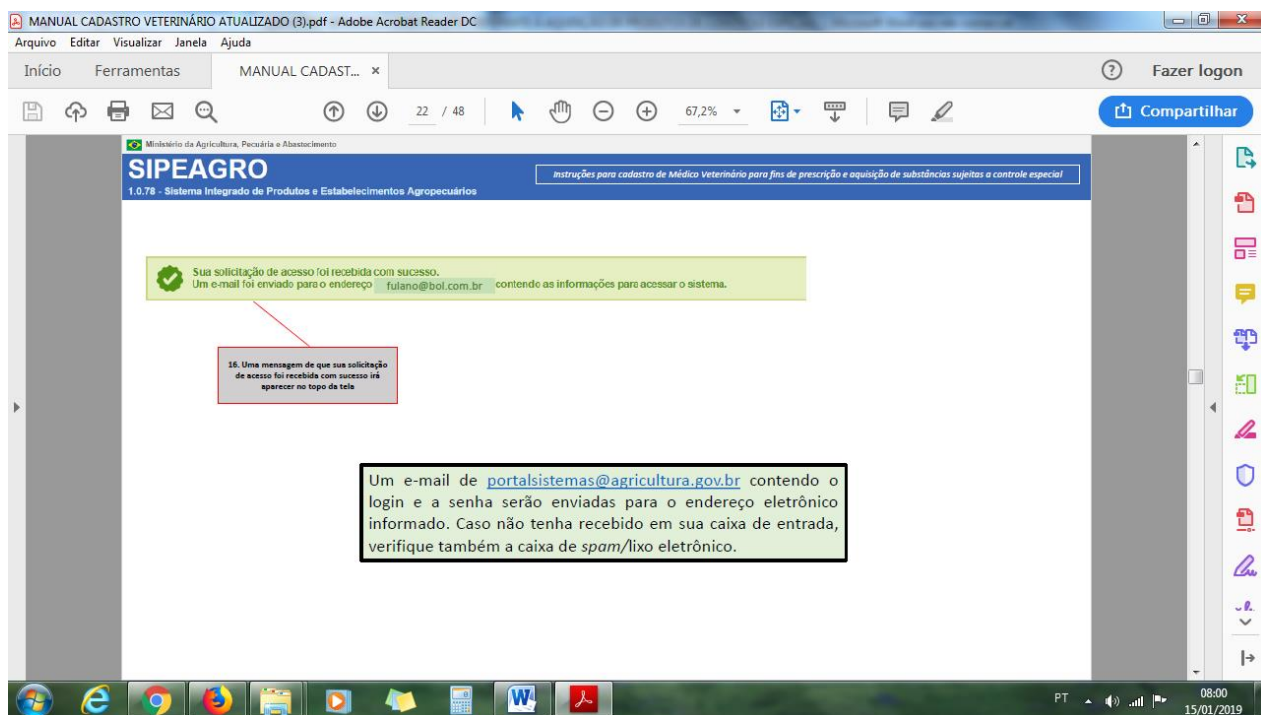 MANUAL CADASTRO VETERINÁRIO ATUALIZADO (3).pdf - Adobe Acrobat Reader DC
Arquivo Editar Visualizar Janela Ajuda
Início Ferramentas MANUAL CADAST... ×
? Fazer logon
22 / 48 67,2% Compartilhar
Ministério da Agricultura, Pecuária e Abastecimento
SIPEAGRO
1.0.78 - Sistema Integrado de Produtos e Estabelecimentos Agropecuários
Instruções para cadastro de Médico Veterinário para fins de prescrição e aquisição de substâncias sujeitas a controle especial
Sua solicitação de acesso foi recebida com sucesso.
Um e-mail foi enviado para o endereço fulano@bol.com.br contendo as informações para acessar o sistema.
16. Uma mensagem de que sua solicitação
de acesso foi recebida com sucesso irá
aparecer no topo da tela
Um e-mail de portalsistemas@agricultura.gov.br contendo o
login e a senha serão enviadas para o endereço eletrônico
informado. Caso não tenha recebido em sua caixa de entrada,
verifique também a caixa de spam/lixo eletrônico.
PT 08:00
15/01/2019